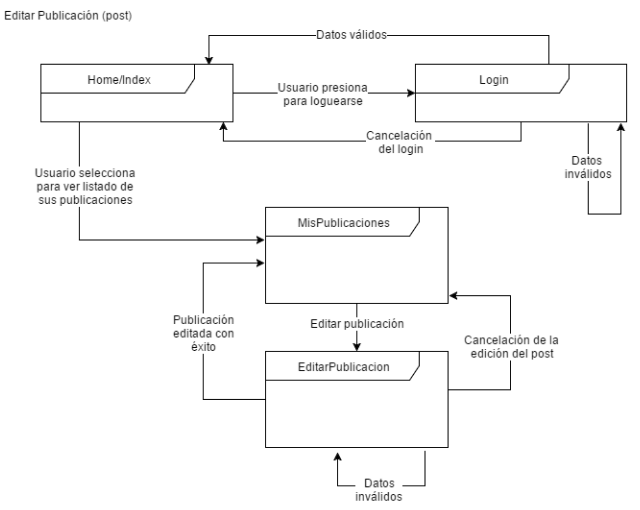 Editar Publicación (post)
Datos válidos
Home/Index
Login
Usuario presiona
para loguearse
Cancelación
del login
Datos
inválidos
Usuario selecciona
para ver listado de
sus publicaciones
MisPublicaciones
Publicación
editada con
éxito
Editar publicación
Cancelación de la
edición del post
EditarPublicacion
Datos
inválidos